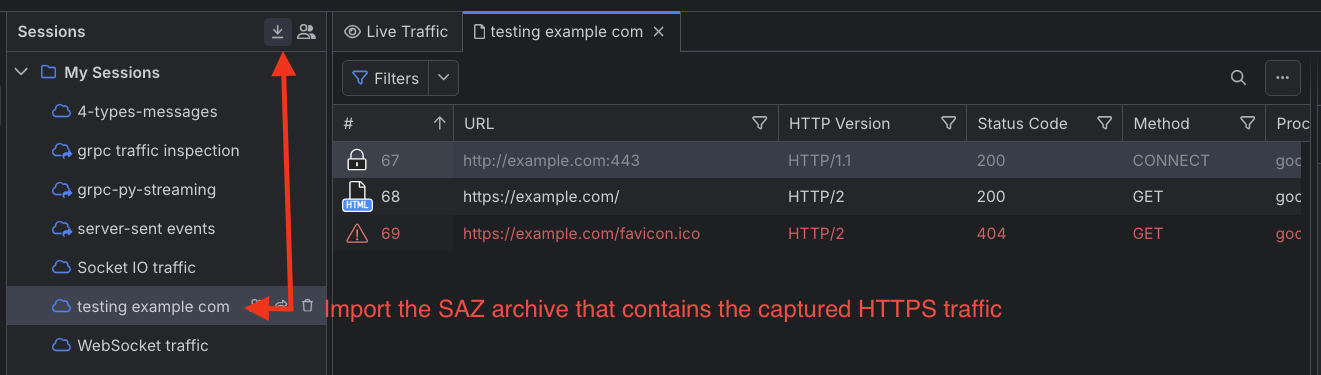 Sessions
Live Traffic
testing example com
My Sessions
Filters
4-types-messages
grpc traffic inspection
grpc-py-streaming
server-sent events
Socket IO traffic
testing example com
WebSocket traffic
# URL HTTP Version Status Code Method Proc
67 http://example.com:443 HTTP/1.1 200 CONNECT goo
HTML 68 https://example.com/ HTTP/2 200 GET goo
69 https://example.com/favicon.ico HTTP/2 404 GET goo
Import the SAZ archive that contains the captured HTTPS traffic